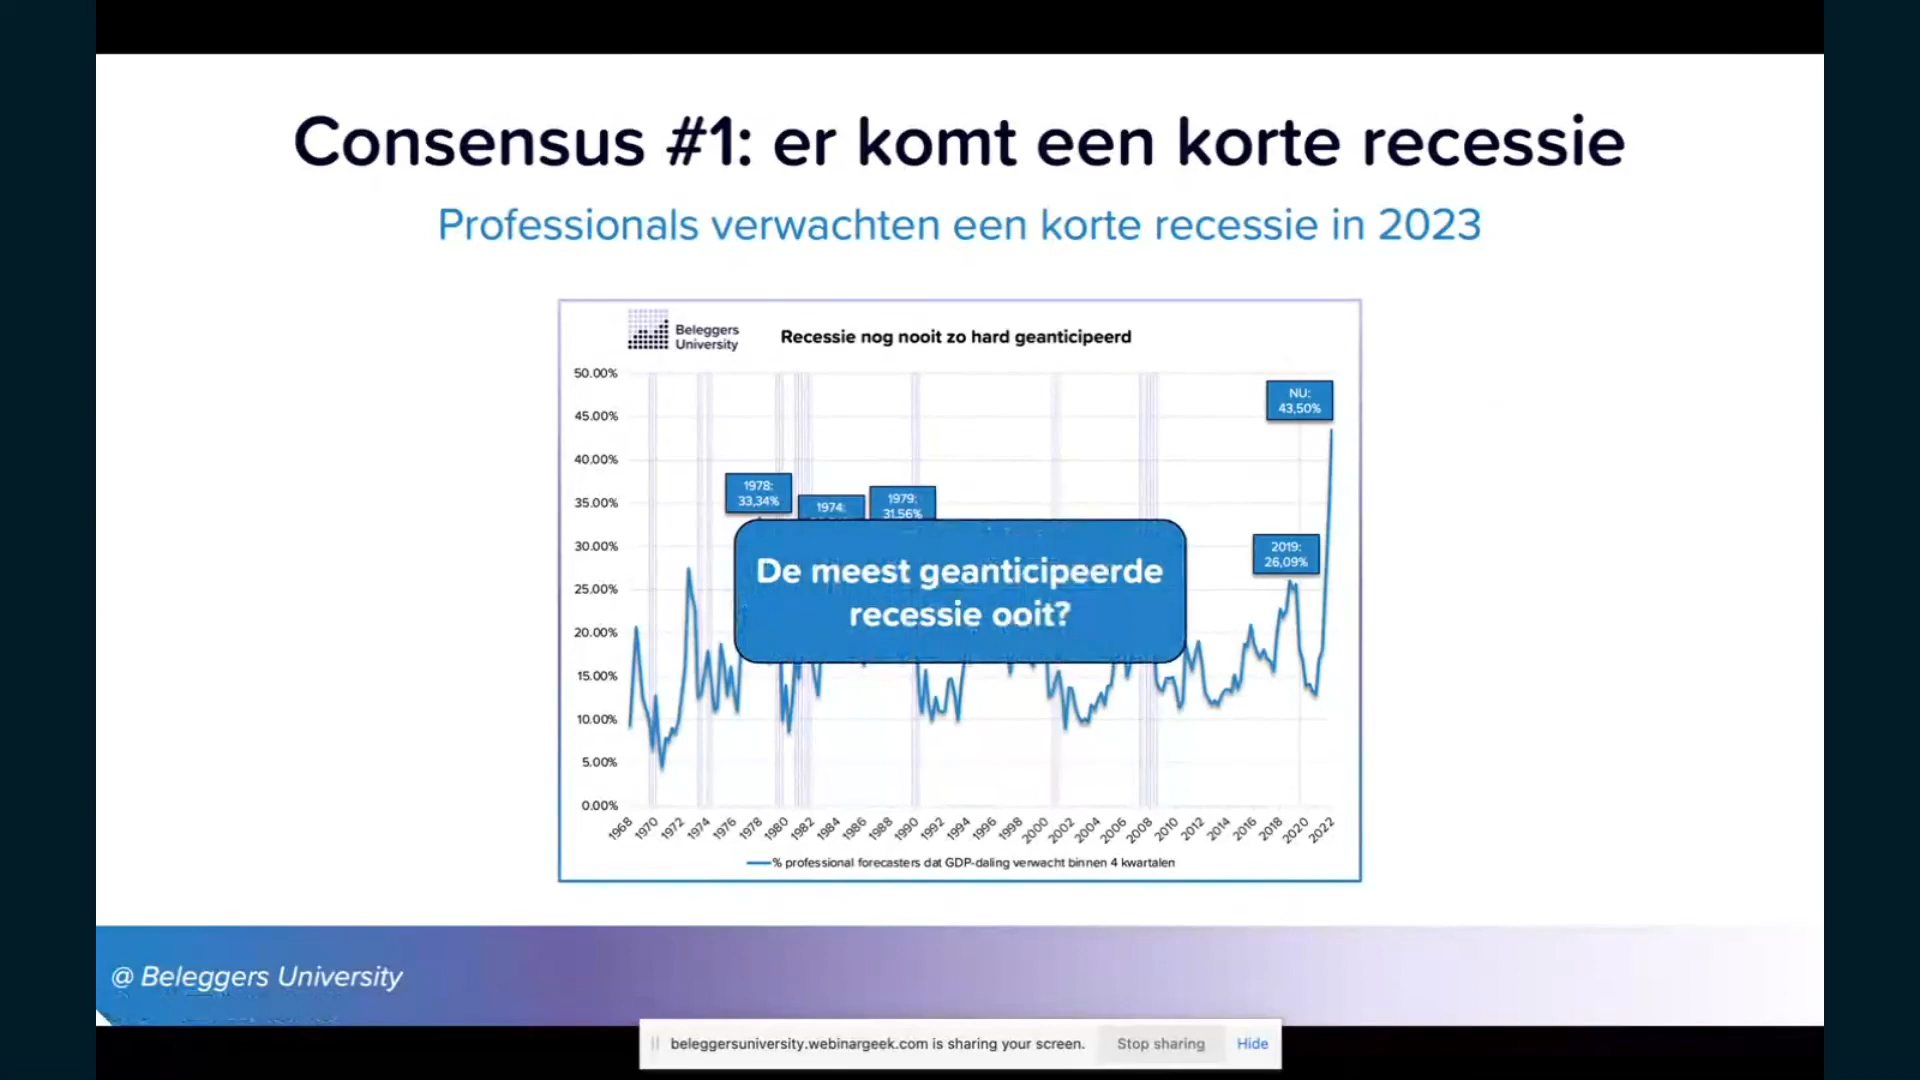 Consensus #1: er komt een korte recessie
Professionals verwachten een korte recessie in 2023
Beleggers
University
Recessie nog nooit zo hard geanticipeerd
50.00%
45.00%
40.00%
35.00%
30.00%
25.00%
20.00%
15.00%
10.00%
5.00%
0.00%
NU:
43,50%
1978:
33,34%
1974:
1979:
31,56%
2019:
26,09%
De meest geanticipeerde
recessie ooit?
1968 1970 1972 1974 1976 1978 1980 1982 1984 1986 1988 1990 1992 1994 1996 1998 2000 2002 2004 2006 2008 2010 2012 2014 2016 2018 2020 2022
% professional forecasters dat GDP-daling verwacht binnen 4 kwartalen
@ Beleggers University
beleggersuniversity.webinargeek.com is sharing your screen. Stop sharing Hide